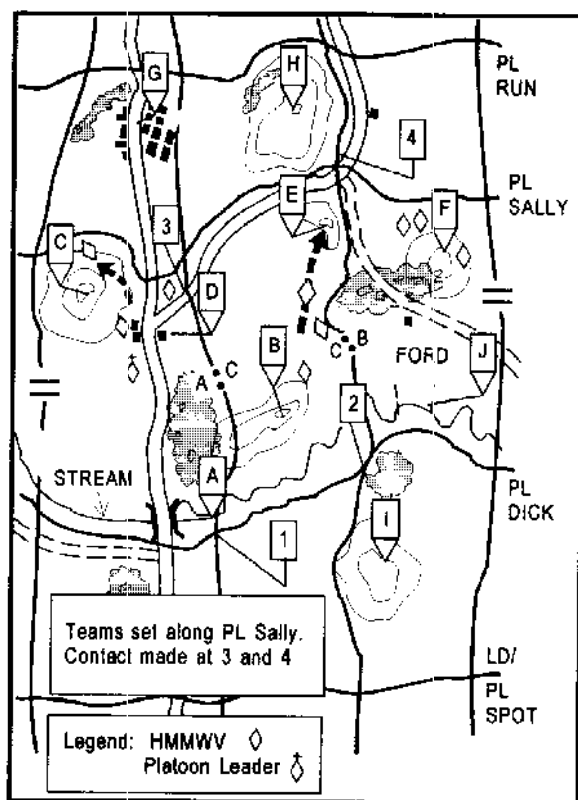 G
H
PL
RUN
4
E
F
PL
SALLY
3
C
D
B
J
A C
C B
FORD
2
A
STREAM
PL
DICK
1
I
Teams set along PL Sally.
Contact made at 3 and 4
LD/
PL
SPOT
Legend: HMMWV
Platoon Leader